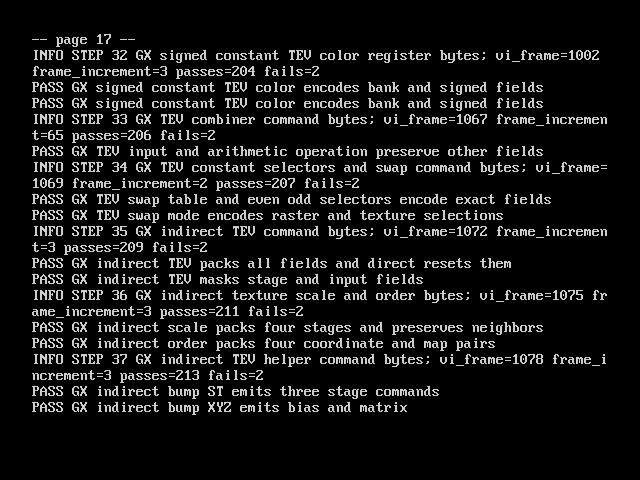 -- page 17 --
INFO STEP 32 GX signed constant TEV color register bytes; vi_frame=1002
frame_increment=3 passes=204 fails=2
PASS GX signed constant TEV color encodes bank and signed fields
PASS GX signed constant TEV color encodes bank and signed fields
INFO STEP 33 GX TEV combiner command bytes; vi_frame=1067 frame_incremen
t=65 passes=206 fails=2
PASS GX TEV input and arithmetic operation preserve other fields
INFO STEP 34 GX TEV constant selectors and swap command bytes; vi_frame=
1069 frame_increment=2 passes=207 fails=2
PASS GX TEV swap table and even odd selectors encode exact fields
PASS GX TEV swap mode encodes raster and texture selections
INFO STEP 35 GX indirect TEV command bytes; vi_frame=1072 frame_incremen
t=3 passes=209 fails=2
PASS GX indirect TEV packs all fields and direct resets them
PASS GX indirect TEV masks stage and input fields
INFO STEP 36 GX indirect texture scale and order bytes; vi_frame=1075 fr
ame_increment=3 passes=211 fails=2
PASS GX indirect scale packs four stages and preserves neighbors
PASS GX indirect order packs four coordinate and map pairs
INFO STEP 37 GX indirect TEV helper command bytes; vi_frame=1078 frame_i
ncrement=3 passes=213 fails=2
PASS GX indirect bump ST emits three stage commands
PASS GX indirect bump XYZ emits bias and matrix